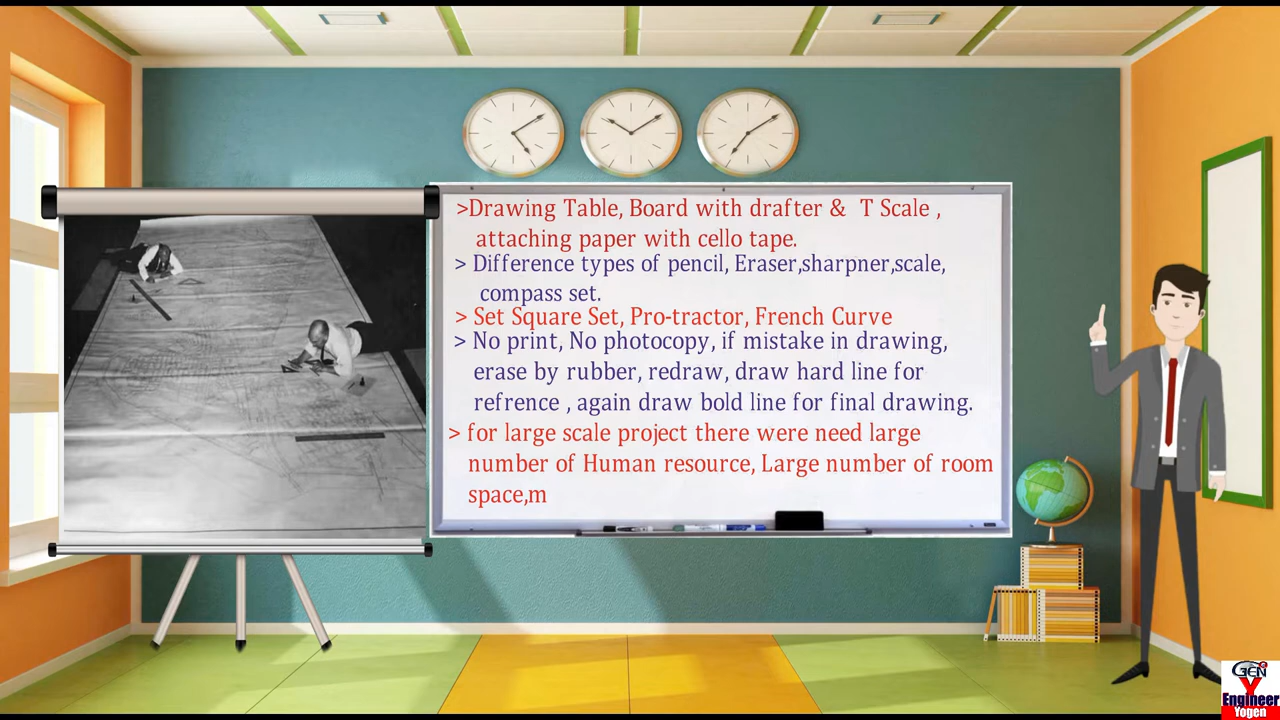 >Drawing Table, Board with drafter & T Scale ,
attaching paper with cello tape.
> Difference types of pencil, Eraser,sharpner,scale,
compass set.
> Set Square Set, Pro-tractor, French Curve
> No print, No photocopy, if mistake in drawing,
erase by rubber, redraw, draw hard line for
refrence , again draw bold line for final drawing.
> for large scale project there were need large
number of Human resource, Large number of room
space,m
GEN
Y
Engineer
Yogen